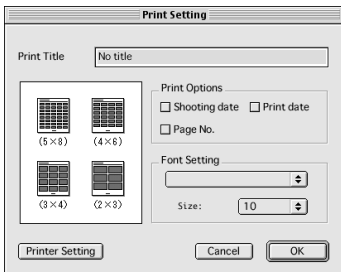 Print Setting
Print Title No title
Print Options
Shooting date Print date
Page No.
(5×8) (4×6)
Font Setting
(3×4) (2×3)
Size: 10
Printer Setting Cancel OK